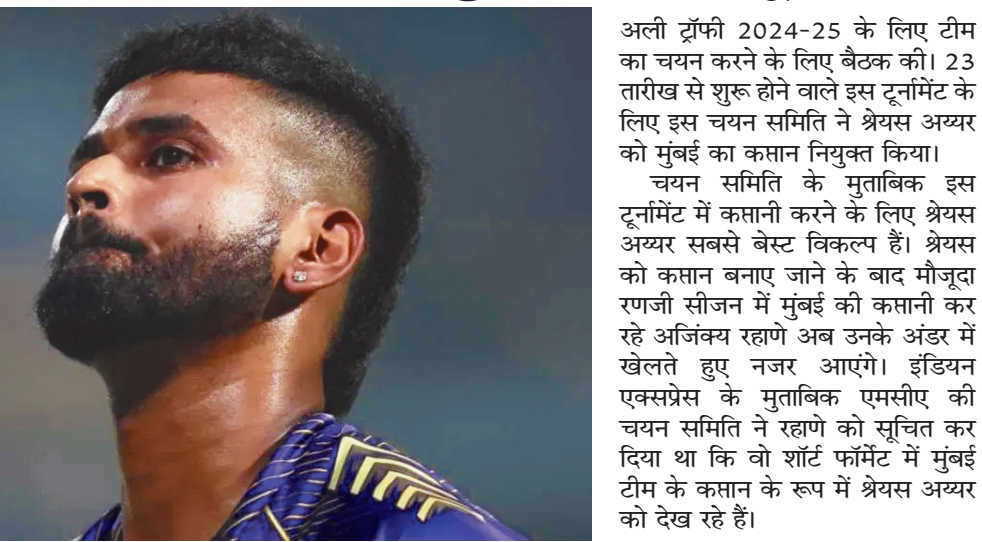 अली ट्रॉफी 2024-25 के लिए टीम
का चयन करने के लिए बैठक की। 23
तारीख से शुरू होने वाले इस टूर्नामेंट के
लिए इस चयन समिति ने श्रेयस अय्यर
को मुंबई का कप्तान नियुक्त किया।
चयन समिति के मुताबिक इस
टूर्नामेंट में कप्तानी करने के लिए श्रेयस
अय्यर सबसे बेस्ट विकल्प हैं। श्रेयस
को कप्तान बनाए जाने के बाद मौजूदा
रणजी सीजन में मुंबई की कप्तानी कर
रहे अजिंक्य रहाणे अब उनके अंडर में
खेलते हुए नजर आएंगे। इंडियन
एक्सप्रेस के मुताबिक एमसीए की
चयन समिति ने रहाणे को सूचित कर
दिया था कि वो शॉर्ट फॉर्मेट में मुंबई
टीम के कप्तान के रूप में श्रेयस अय्यर
को देख रहे हैं।